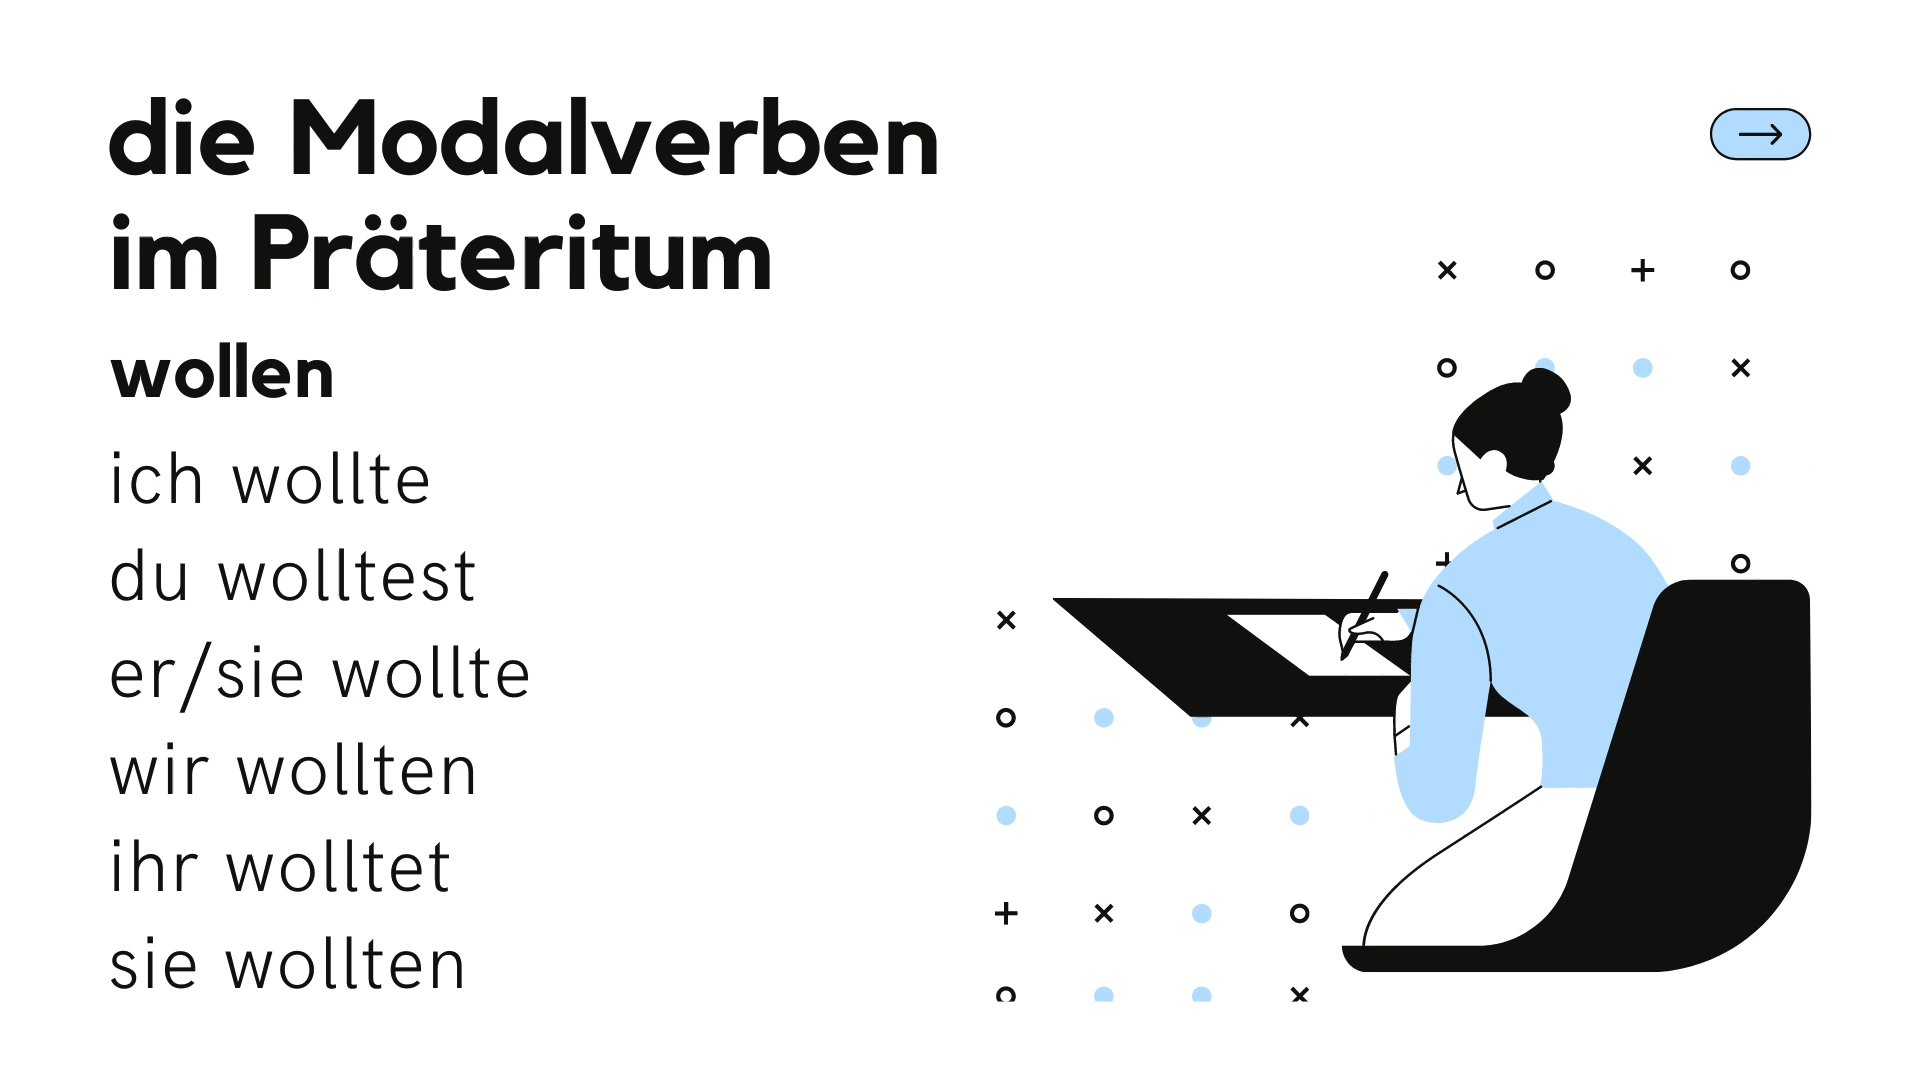 die Modalverben
im Präteritum
wollen
ich wollte
du wolltest
er/sie wollte
wir wollten
ihr wolltet
sie wollten